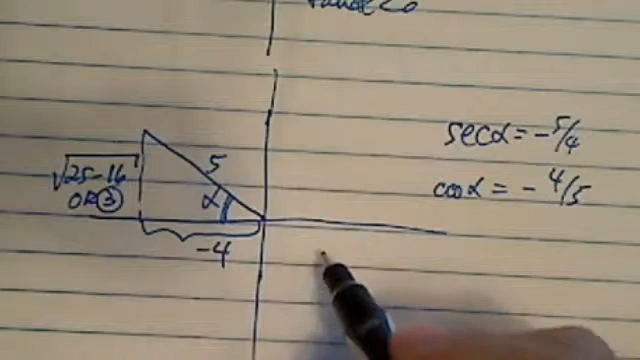 sec α = -5/4
5
√25-16
α
cos α = -4/5
OR 3
-4